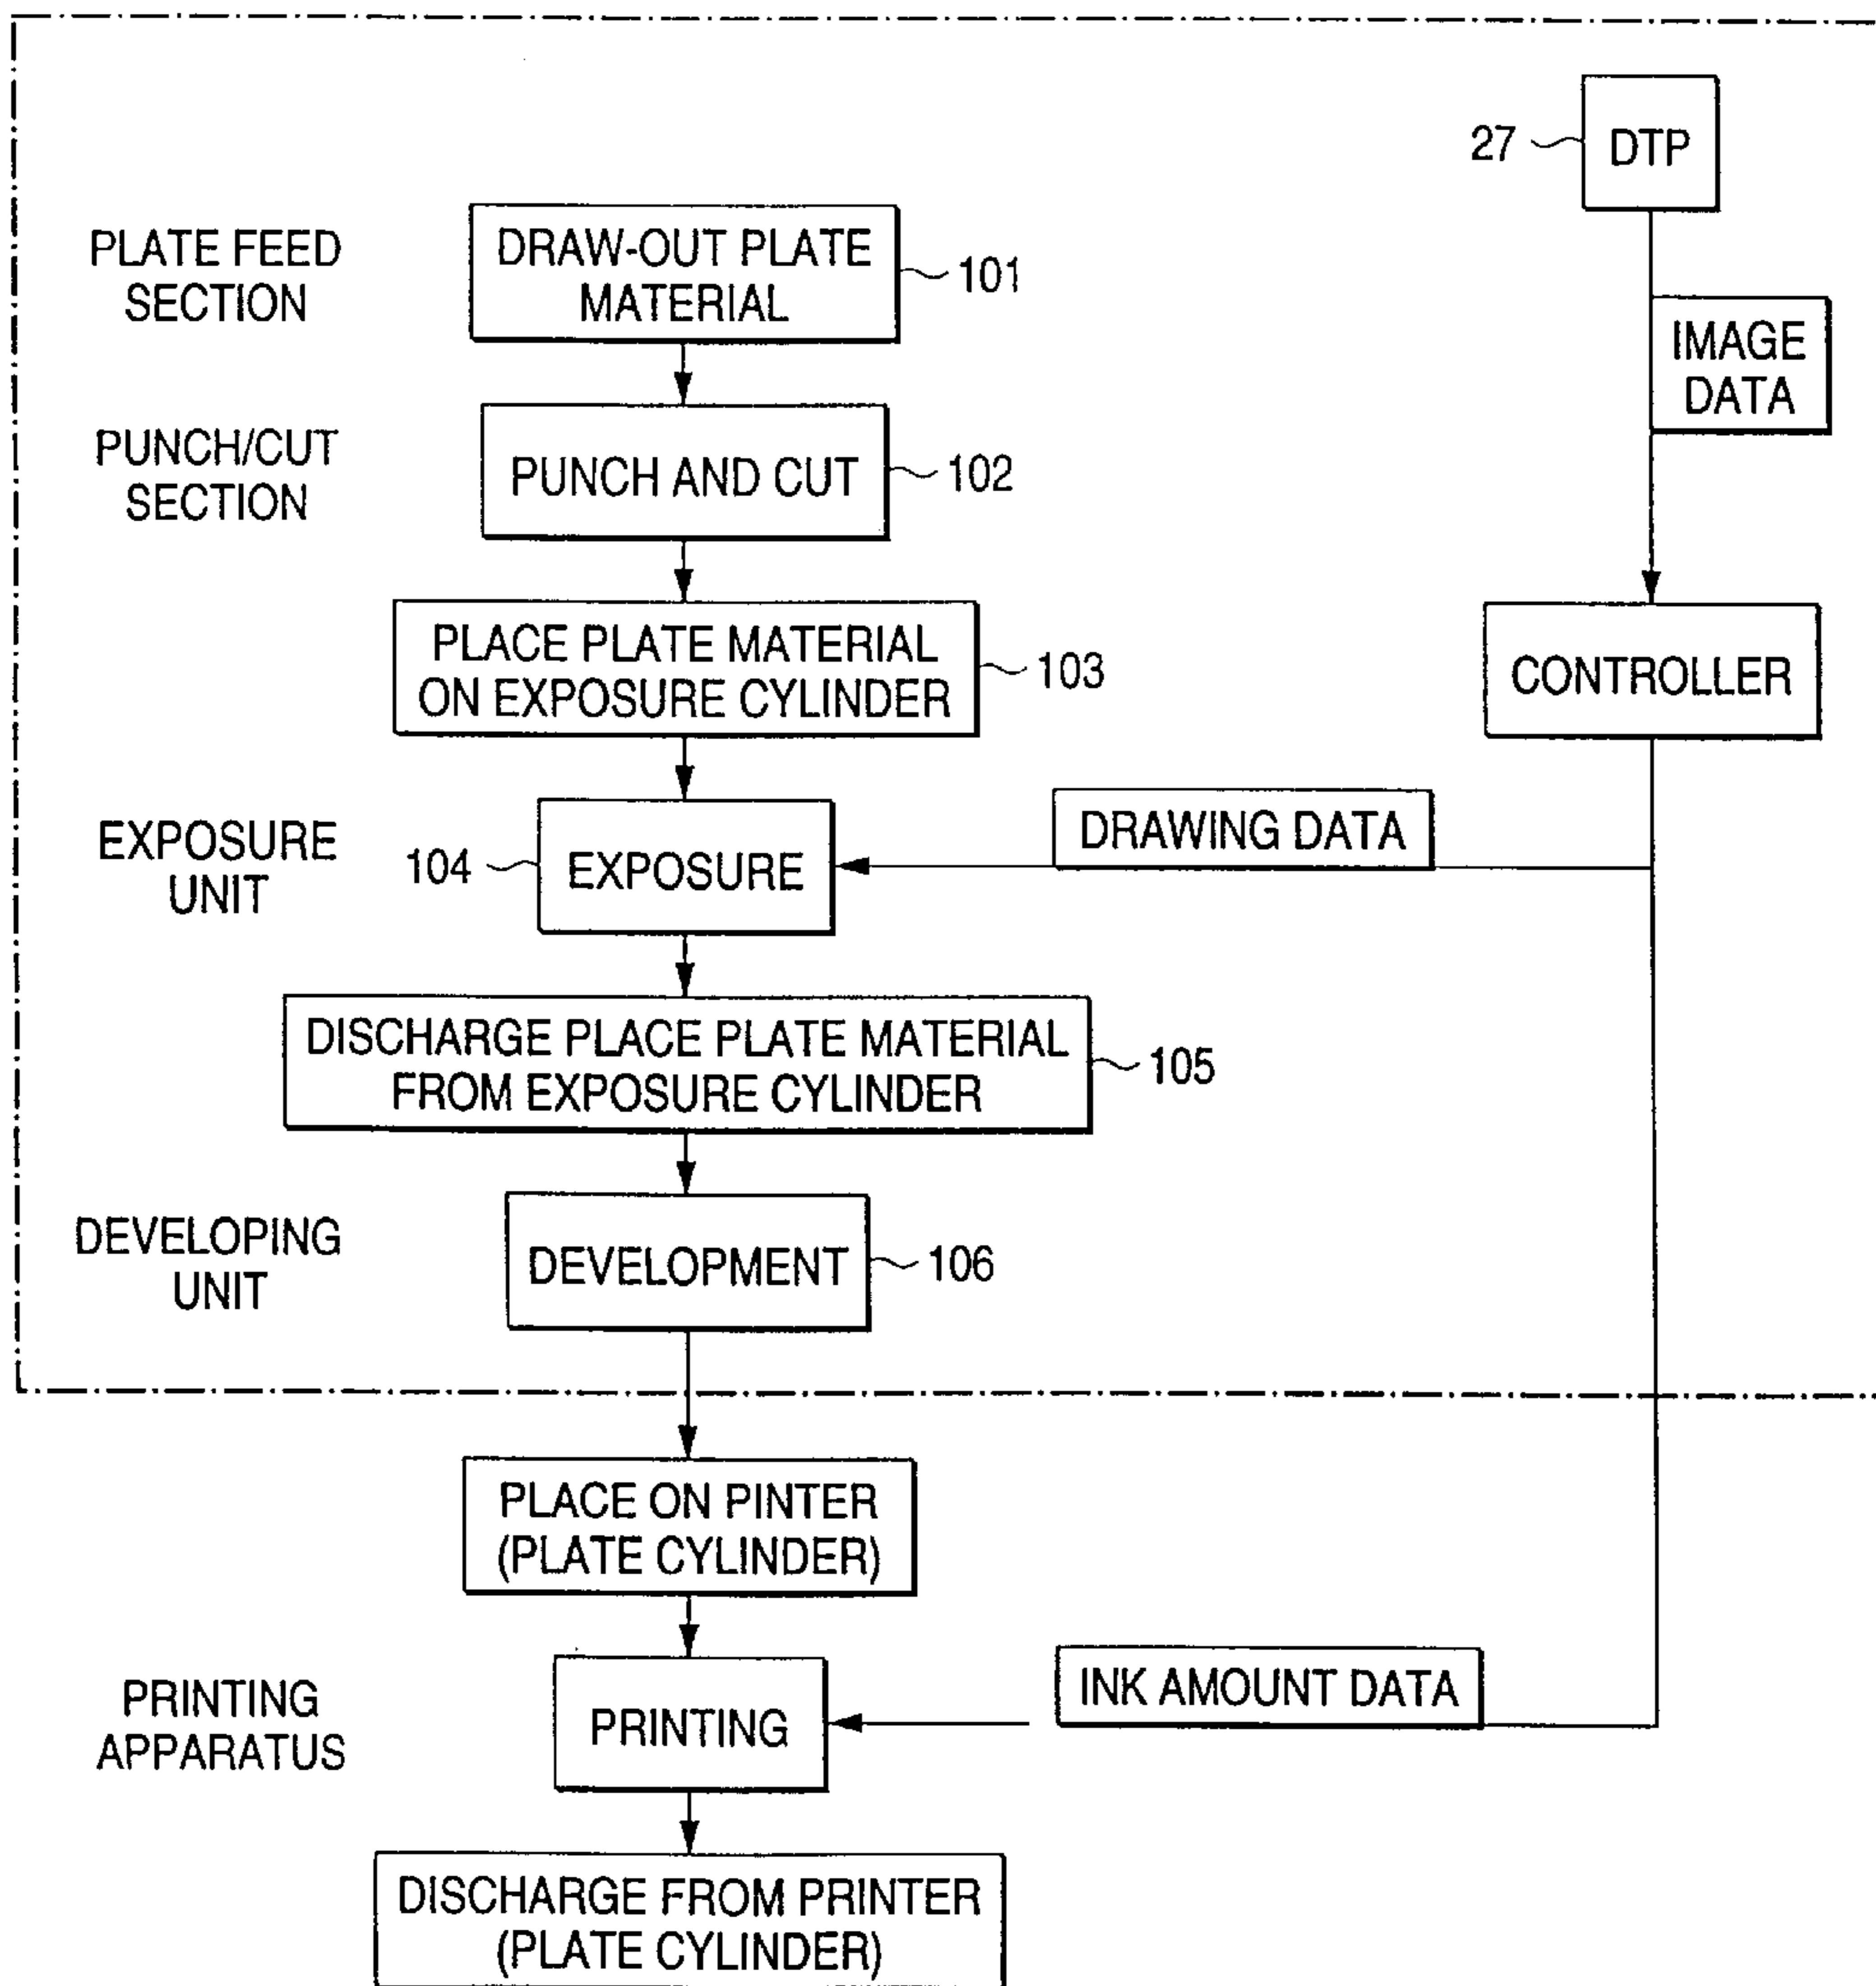 27
DTP
PLATE FEED
SECTION
DRAW-OUT PLATE
MATERIAL
101
IMAGE
DATA
PUNCH/CUT
SECTION
PUNCH AND CUT
102
PLACE PLATE MATERIAL
ON EXPOSURE CYLINDER
103
CONTROLLER
EXPOSURE
UNIT
104
EXPOSURE
DRAWING DATA
DISCHARGE PLACE PLATE MATERIAL
FROM EXPOSURE CYLINDER
105
DEVELOPING
UNIT
DEVELOPMENT
106
PLACE ON PINTER
(PLATE CYLINDER)
PRINTING
APPARATUS
PRINTING
INK AMOUNT DATA
DISCHARGE FROM PRINTER
(PLATE CYLINDER)